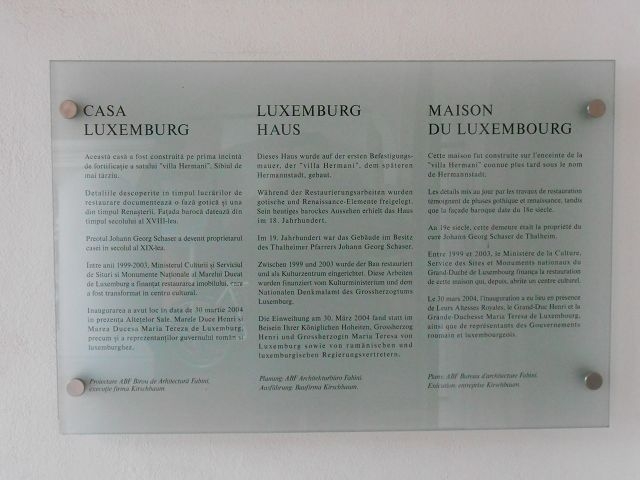 CASA
LUXEMBURG
Această casă a fost construită pe prima incintă
de fortificaţie a satului "villa Hermani", Sibiul de
mai târziu.
Detaliile descoperite în timpul lucrărilor de
restaurare documentează o fază gotică şi una
din timpul Renaşterii. Faţada barocă datează din
timpul secolului al XVIII-lea.
Preotul Johann Georg Schaser a devenit proprietarul
casei în secolul al XIX-lea.
Între anii 1999-2003, Ministerul Culturii şi Serviciul
de Situri si Monumente Naţionale al Marelui Ducat
de Luxemburg a finanţat restaurarea imobilului, care
a fost transformat în centru cultural.
Inaugurarea a avut loc în data de 30 martie 2004
în prezenţa Altețelor Sale, Marele Duce Henri şi
Marea Ducesa Maria Tereza de Luxemburg,
precum şi a reprezentanţilor guvernului român şi
luxemburghez.
Proiectare ABF Birou de Arhitectură Fabini,
execuţie firma Kirschbaum.
LUXEMBURG
HAUS
Dieses Haus wurde auf der ersten Befestigungs-
mauer, der "villa Hermani", dem späteren
Hermannstadt, gebaut.
Während der Restaurierungsarbeiten wurden
gotische und Renaissance-Elemente freigelegt.
Sein heutiges barockes Aussehen erhielt das Haus
im 18. Jahrhundert.
Im 19. Jahrhundert war das Gebäude im Besitz
des Thalheimer Pfarrers Johann Georg Schaser.
Zwischen 1999 und 2003 wurde der Bau restauriert
und als Kulturzentrum eingerichtet. Diese Arbeiten
wurden finanziert vom Kulturministerium und dem
Nationalen Denkmalamt des Grossherzogtums
Luxemburg.
Die Einweihung am 30. März 2004 fand statt im
Beisein Ihrer Königlichen Hoheiten, Grossherzog
Henri und Grossherzogin Maria Teresa von
Luxemburg sowie von rumänischen und
luxemburgischen Regierungsvertretern.
Planung: ABF Architekturbüro Fabini.
Ausführung: Baufirma Kirschbaum.
MAISON
DU LUXEMBOURG
Cette maison fut construite sur l'enceinte de la
"villa Hermani" connue plus tard sous le nom
de Hermannstadt.
Les détails mis au jour par les travaux de restauration
témoignent de phases gothique et renaissance, tandis
que la façade baroque date du 18e siècle.
Au 19e siècle, cette demeure était la propriété du
curé Johann Georg Schaser de Thalheim.
Entre 1999 et 2003, le Ministère de la Culture,
Service des Sites et Monuments nationaux du
Grand-Duché de Luxembourg finança la restauration
de cette maison qui, depuis, abrite un centre culturel.
Le 30 mars 2004, l'inauguration a eu lieu en présence
de Leurs Altesses Royales, le Grand-Duc Henri et la
Grande-Duchesse Maria Teresa de Luxembourg,
ainsi que de représentants des Gouvernements
roumain et luxembourgeois.
Plans: ABF Bureau d'architecture Fabini.
Exécution: entreprise Kirschbaum.